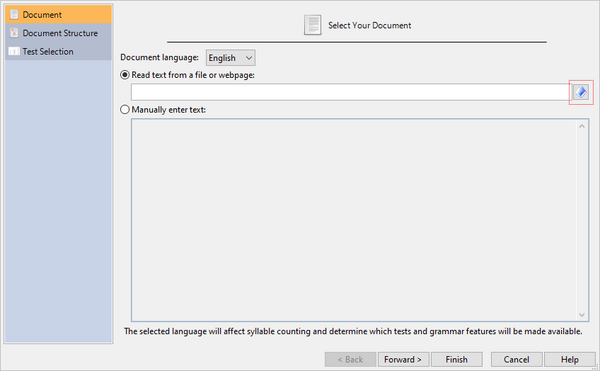 Document
Document Structure
Test Selection
Select Your Document
Document language: English
Read text from a file or webpage:
Manually enter text:
The selected language will affect syllable counting and determine which tests and grammar features will be made available.
< Back Forward > Finish Cancel Help